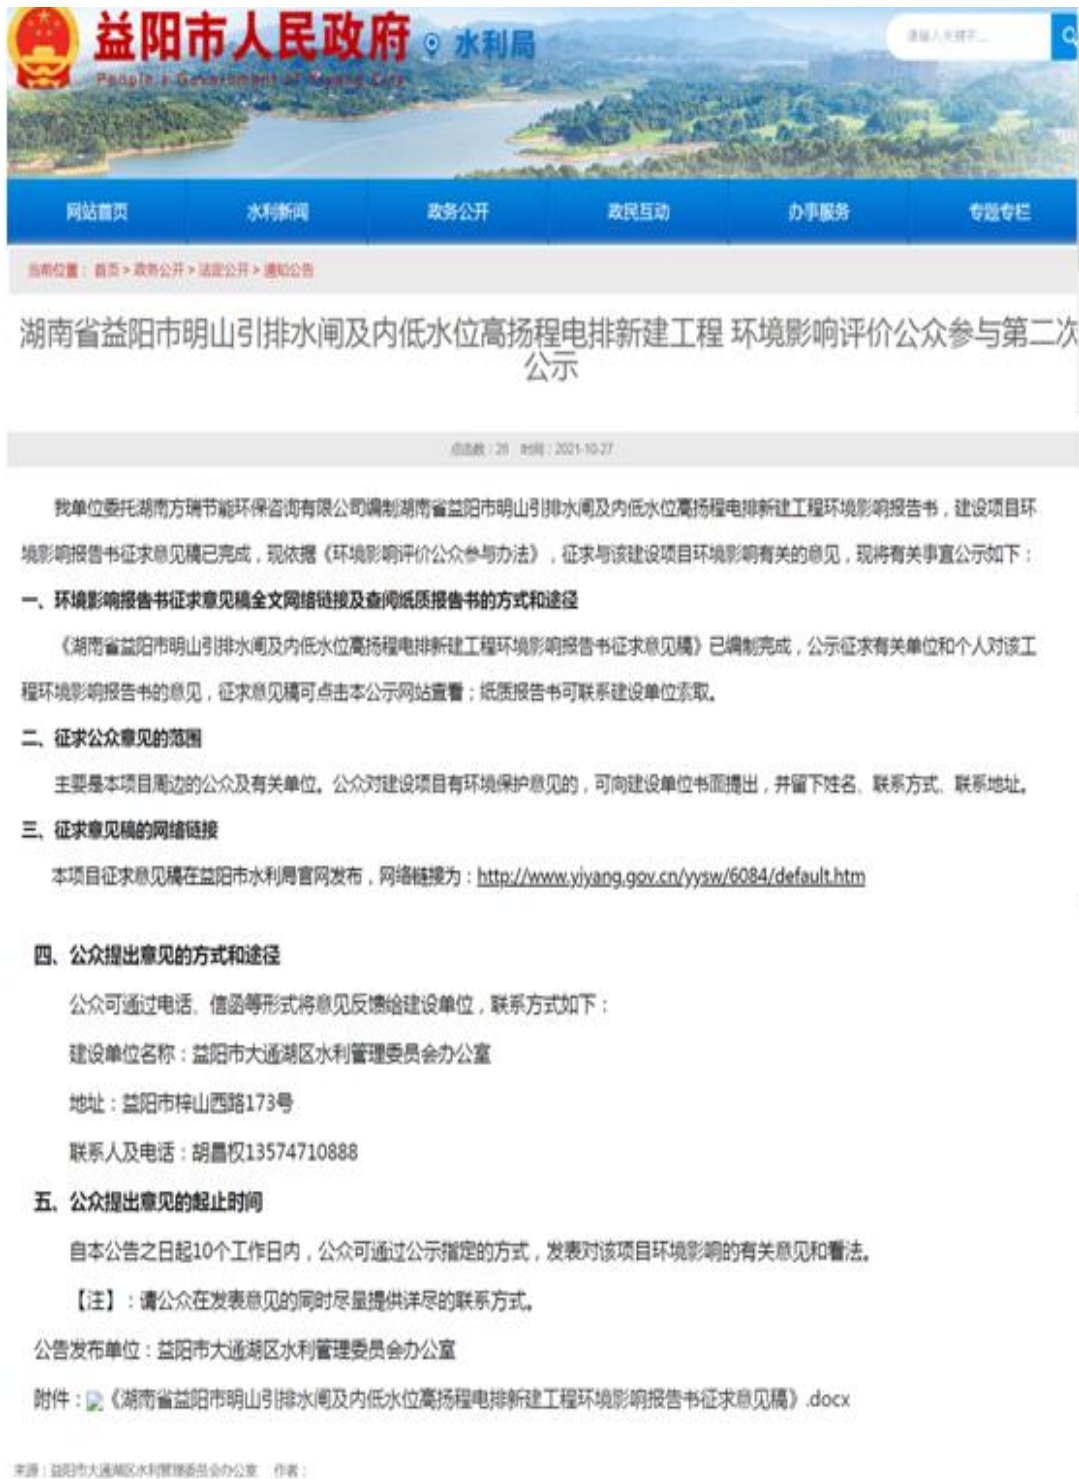 益阳市人民政府 水利局
People's Government of Yiyang City
请输入关键字...
网站首页 水利新闻 政务公开 政民互动 办事服务 专题专栏
当前位置：首页 > 政务公开 > 法定公开 > 通知公告
湖南省益阳市明山引排水闸及内低水位高扬程电排新建工程 环境影响评价公众参与第二次
公示
点击数：26 时间：2021-10-27
我单位委托湖南方瑞节能环保咨询有限公司编制湖南省益阳市明山引排水闸及内低水位高扬程电排新建工程环境影响报告书，建设项目环
境影响报告书征求意见稿已完成，现依据《环境影响评价公众参与办法》，征求与该建设项目环境影响有关的意见，现将有关事宜公示如下：
一、环境影响报告书征求意见稿全文网络链接及查阅纸质报告书的方式和途径
《湖南省益阳市明山引排水闸及内低水位高扬程电排新建工程环境影响报告书征求意见稿》已编制完成，公示征求有关单位和个人对该工
程环境影响报告书的意见，征求意见稿可点击本公示网站查看；纸质报告书可联系建设单位索取。
二、征求公众意见的范围
主要是本项目周边的公众及有关单位。公众对建设项目有环境保护意见的，可向建设单位书面提出，并留下姓名、联系方式、联系地址。
三、征求意见稿的网络链接
本项目征求意见稿在益阳市水利局官网发布，网络链接为：http://www.yiyang.gov.cn/yysw/6084/default.htm
四、公众提出意见的方式和途径
公众可通过电话、信函等形式将意见反馈给建设单位，联系方式如下：
建设单位名称：益阳市大通湖区水利管理委员会办公室
地址：益阳市梓山西路173号
联系人及电话：胡昌权13574710888
五、公众提出意见的起止时间
自本公告之日起10个工作日内，公众可通过公示指定的方式，发表对该项目环境影响的有关意见和看法。
【注】：请公众在发表意见的同时尽量提供详尽的联系方式。
公告发布单位：益阳市大通湖区水利管理委员会办公室
附件：《湖南省益阳市明山引排水闸及内低水位高扬程电排新建工程环境影响报告书征求意见稿》.docx
来源：益阳市大通湖区水利管理委员会办公室 作者：